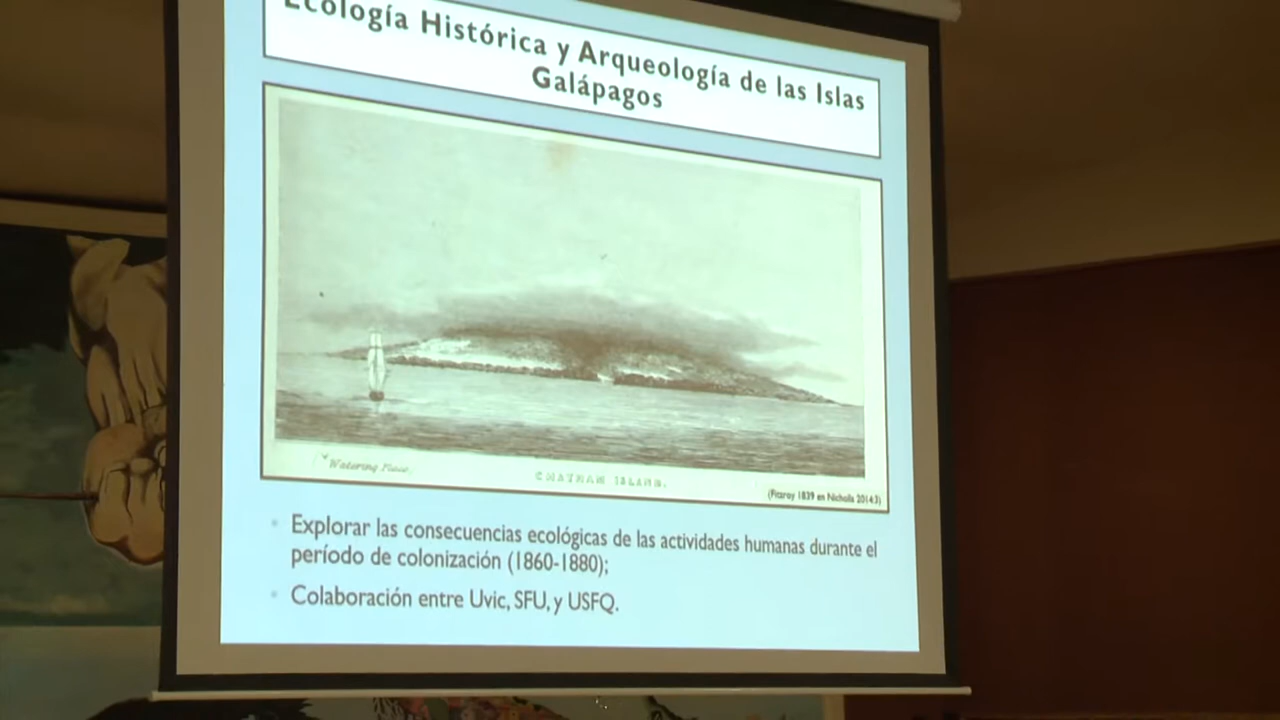 Ecología Histórica y Arqueología de las Islas
Galápagos
Watering Place
CHATHAM ISLAND.
(Fitzroy 1839 en Nicholls 2014:3)
Explorar las consecuencias ecológicas de las actividades humanas durante el
período de colonización (1860-1880);
Colaboración entre Uvic, SFU, y USFQ.